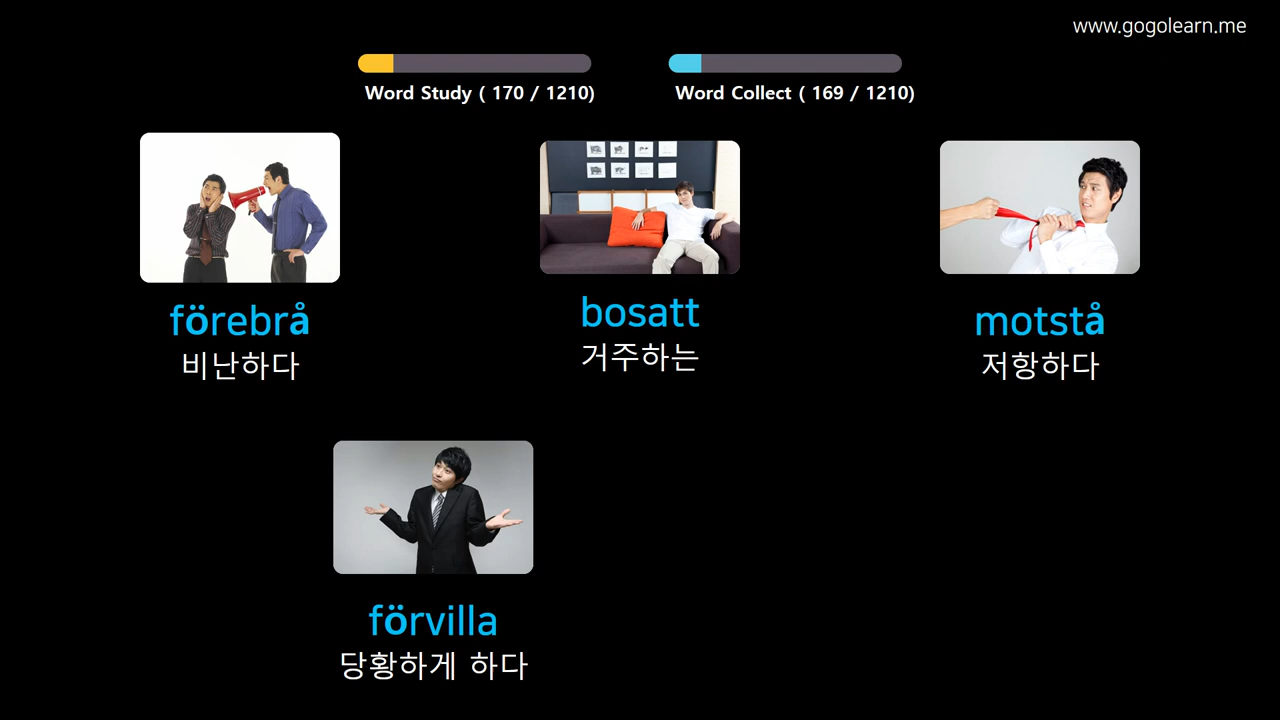 www.gogolearn.me
Word Study ( 170 / 1210)
Word Collect ( 169 / 1210)
förebrå
비난하다
bosatt
거주하는
motstå
저항하다
förvilla
당황하게 하다